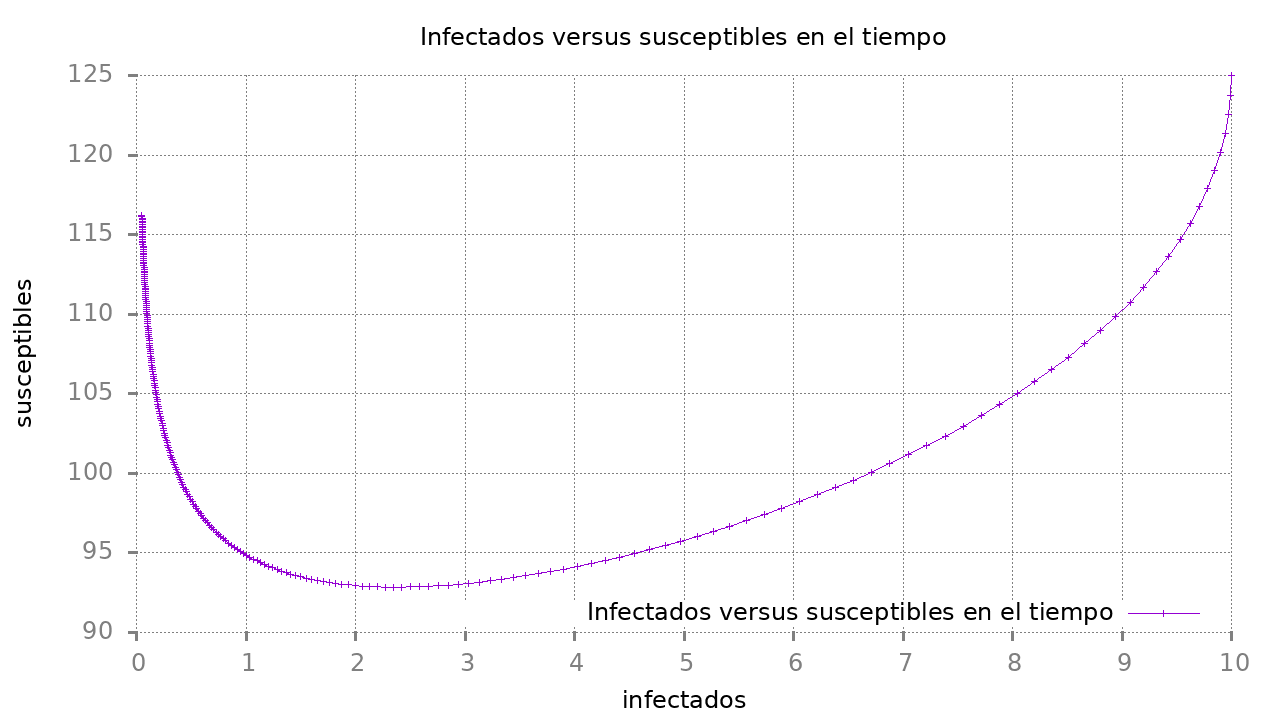 Infectados versus susceptibles en el tiempo
125
120
115
110
105
100
95
90
susceptibles
Infectados versus susceptibles en el tiempo
0 1 2 3 4 5 6 7 8 9 10
infectados